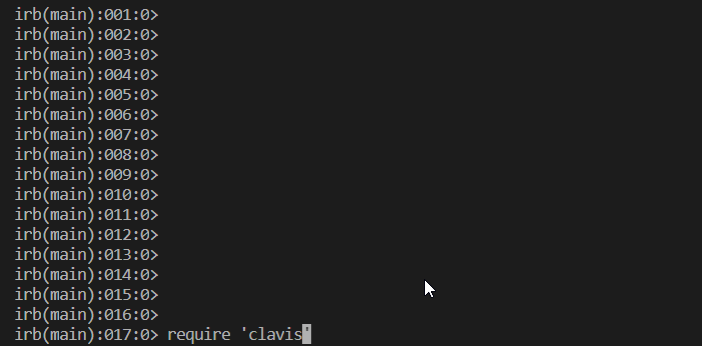 irb(main):001:0>
irb(main):002:0>
irb(main):003:0>
irb(main):004:0>
irb(main):005:0>
irb(main):006:0>
irb(main):007:0>
irb(main):008:0>
irb(main):009:0>
irb(main):010:0>
irb(main):011:0>
irb(main):012:0>
irb(main):013:0>
irb(main):014:0>
irb(main):015:0>
irb(main):016:0>
irb(main):017:0> require 'clavis'